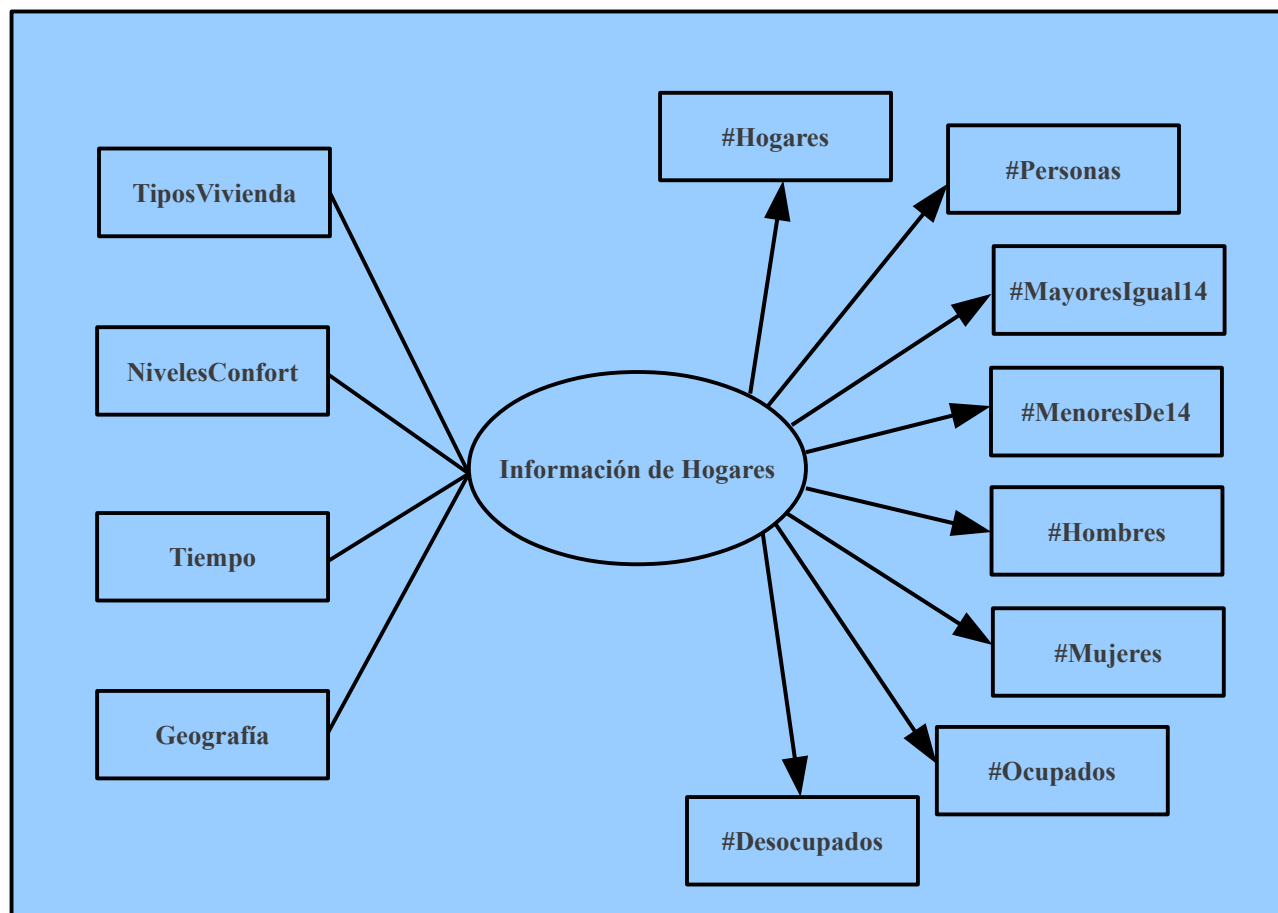 #Hogares
#Personas
TiposVivienda
#MayoresIgual14
NivelesConfort
#MenoresDe14
Información de Hogares
#Hombres
Tiempo
#Mujeres
Geografía
#Ocupados
#Desocupados